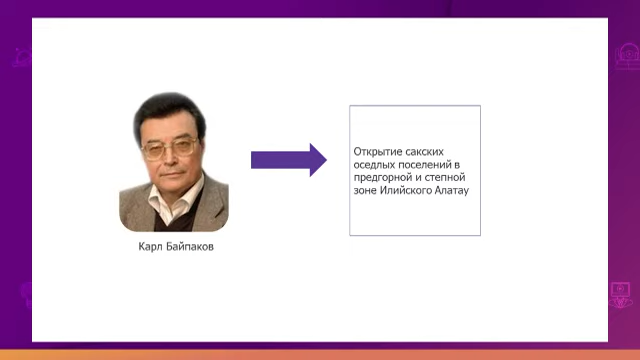 Карл Байпаков
Открытие сакских
оседлых поселений в
предгорной и степной
зоне Илийского Алатау